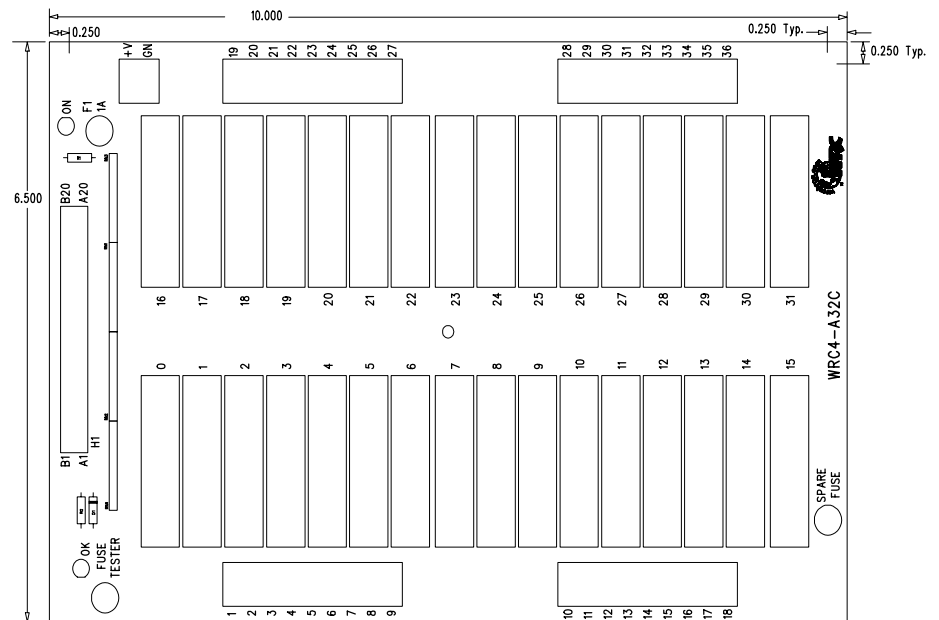 10.000
0.250
0.250 Typ.
0.250 Typ.
6.500
+V
GN
19 20 21 22 23 24 25 26 27
28 29 30 31 32 33 34 35 36
ON
F1
1A
B20
A20
16 17 18 19 20 21 22 23 24 25 26 27 28 29 30 31
0 1 2 3 4 5 6 7 8 9 10 11 12 13 14 15
WRC4-A32C
B1
A1
H1
D1
OK
FUSE
TESTER
SPARE
FUSE
1 2 3 4 5 6 7 8 9
10 11 12 13 14 15 16 17 18